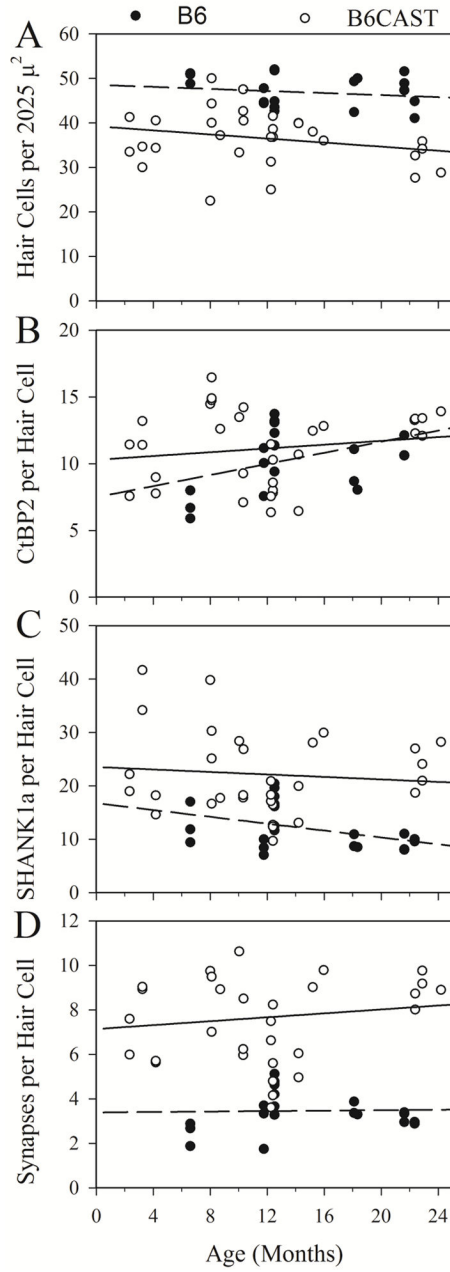 B6 B6CAST
A
Hair Cells per 2025 μ²
60
50
40
30
20
10
0
B
CtBP2 per Hair Cell
20
15
10
5
0
C
SHANK1a per Hair Cell
50
40
30
20
10
0
D
Synapses per Hair Cell
12
10
8
6
4
2
0
0 4 8 12 16 20 24
Age (Months)